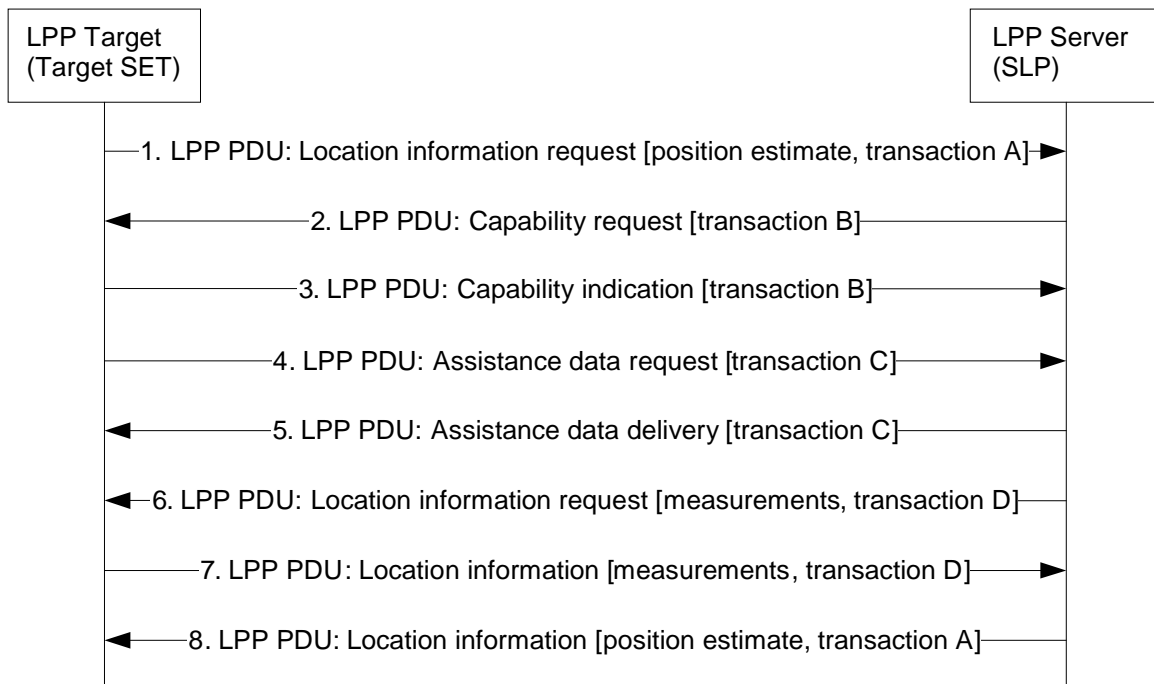 LPP Target
(Target SET)
LPP Server
(SLP)
1. LPP PDU: Location information request [position estimate, transaction A]
2. LPP PDU: Capability request [transaction B]
3. LPP PDU: Capability indication [transaction B]
4. LPP PDU: Assistance data request [transaction C]
5. LPP PDU: Assistance data delivery [transaction C]
6. LPP PDU: Location information request [measurements, transaction D]
7. LPP PDU: Location information [measurements, transaction D]
8. LPP PDU: Location information [position estimate, transaction A]